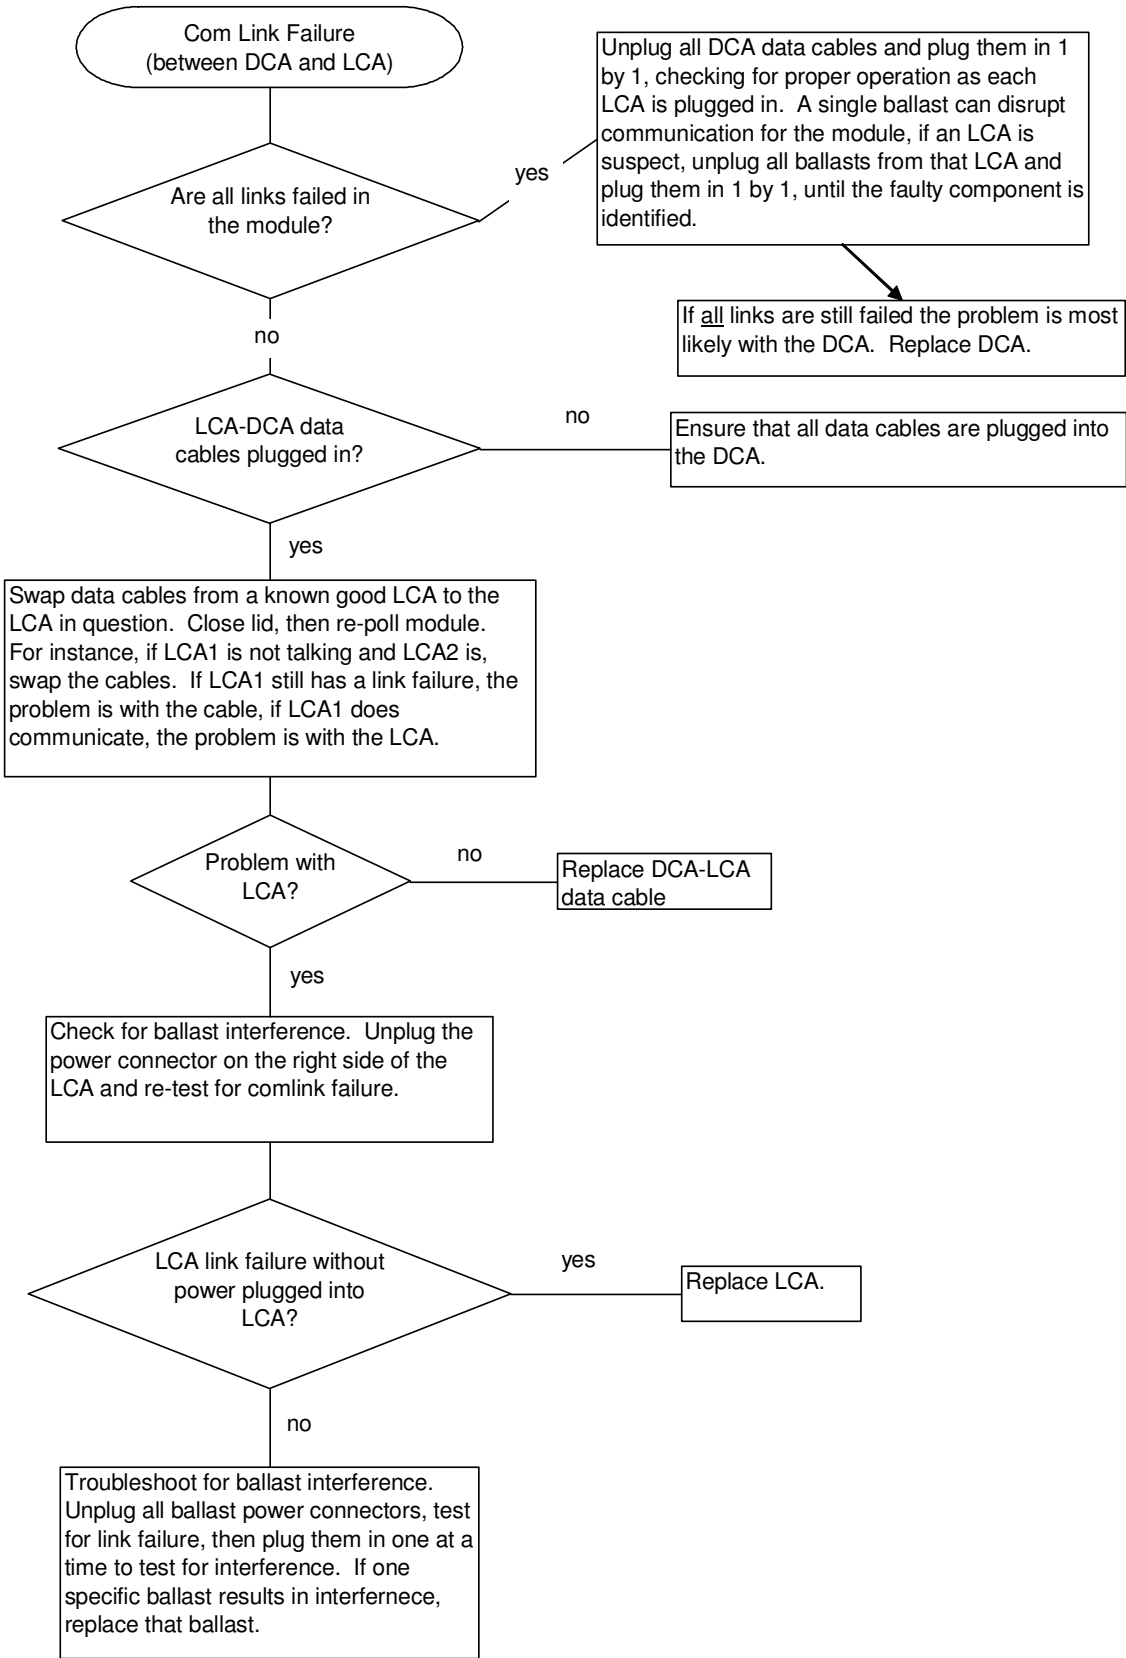 Com Link Failure
(between DCA and LCA)
Unplug all DCA data cables and plug them in 1
by 1, checking for proper operation as each
LCA is plugged in.  A single ballast can disrupt
communication for the module, if an LCA is
suspect, unplug all ballasts from that LCA and
plug them in 1 by 1, until the faulty component is
identified.
yes
Are all links failed in
the module?
If all links are still failed the problem is most
likely with the DCA.  Replace DCA.
no
LCA-DCA data
cables plugged in?
no
Ensure that all data cables are plugged into
the DCA.
yes
Swap data cables from a known good LCA to the
LCA in question.  Close lid, then re-poll module.
For instance, if LCA1 is not talking and LCA2 is,
swap the cables.  If LCA1 still has a link failure, the
problem is with the cable, if LCA1 does
communicate, the problem is with the LCA.
Problem with
LCA?
no
Replace DCA-LCA
data cable
yes
Check for ballast interference.  Unplug the
power connector on the right side of the
LCA and re-test for comlink failure.
LCA link failure without
power plugged into
LCA?
yes
Replace LCA.
no
Troubleshoot for ballast interference.
Unplug all ballast power connectors, test
for link failure, then plug them in one at a
time to test for interference.  If one
specific ballast results in interfernece,
replace that ballast.